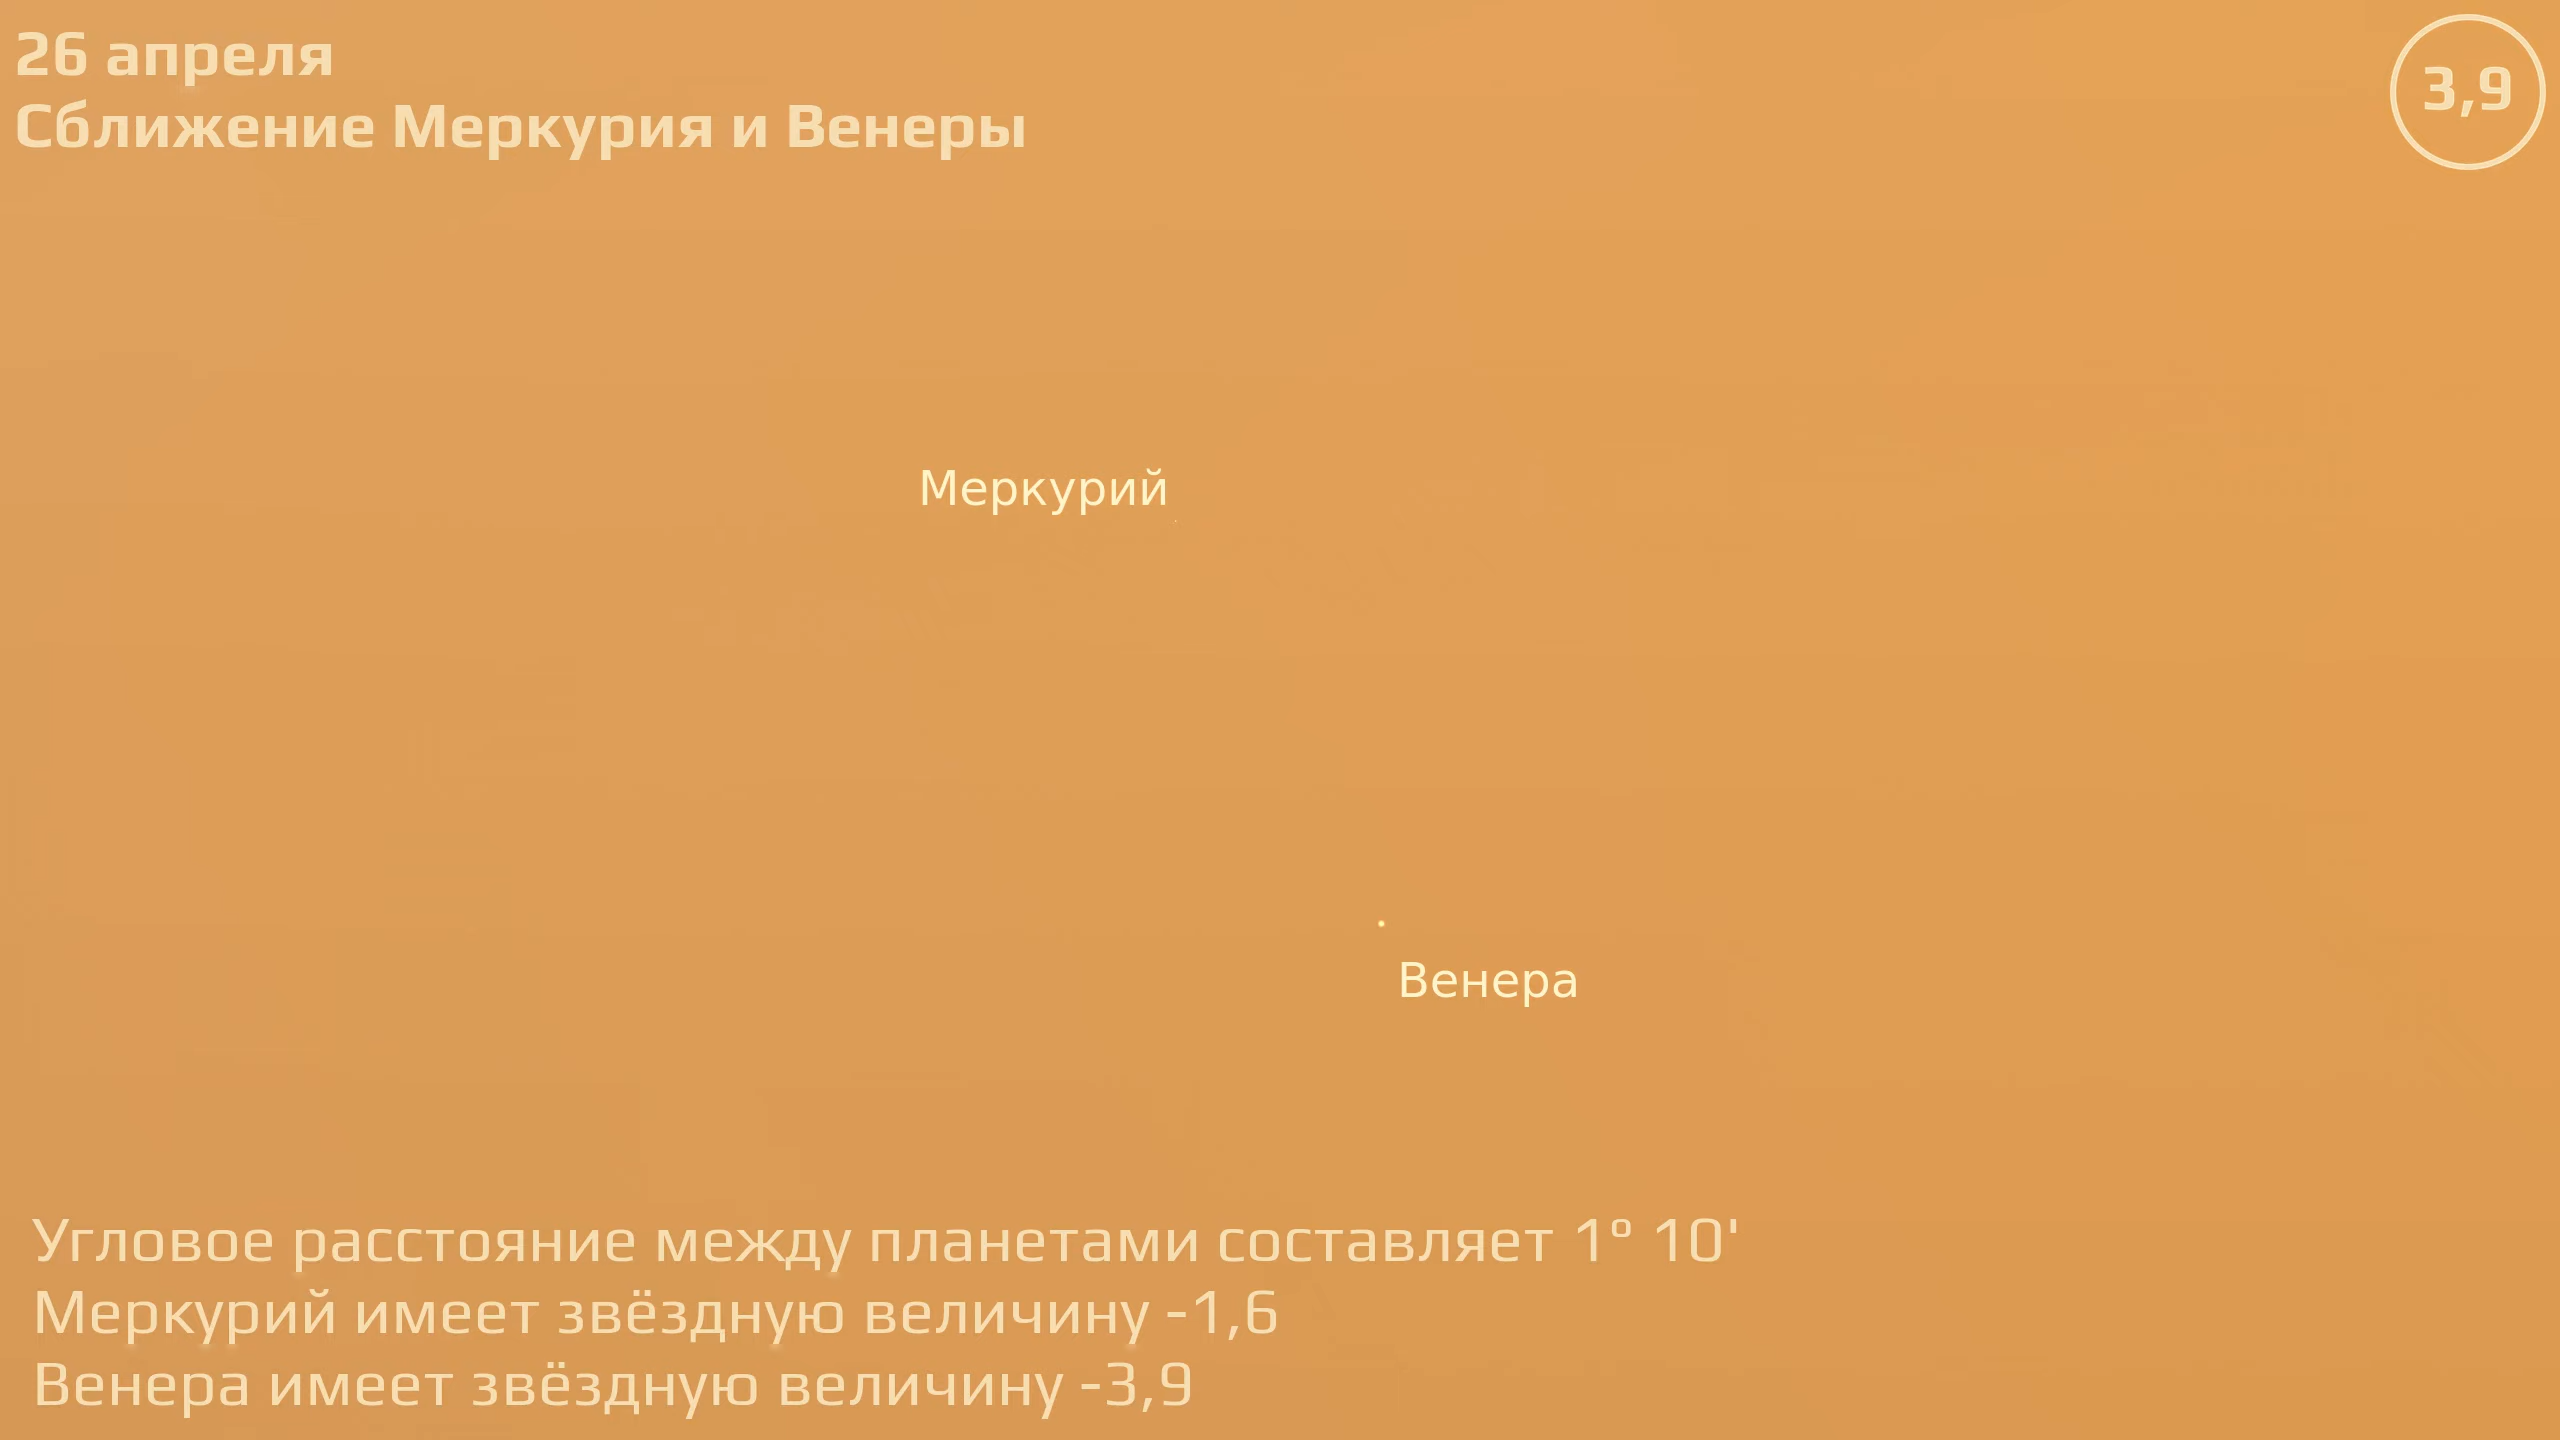 26 апреля
Сближение Меркурия и Венеры
3,9
Меркурий
Венера
Угловое расстояние между планетами составляет 1° 10'
Меркурий имеет звёздную величину -1,6
Венера имеет звёздную величину -3,9